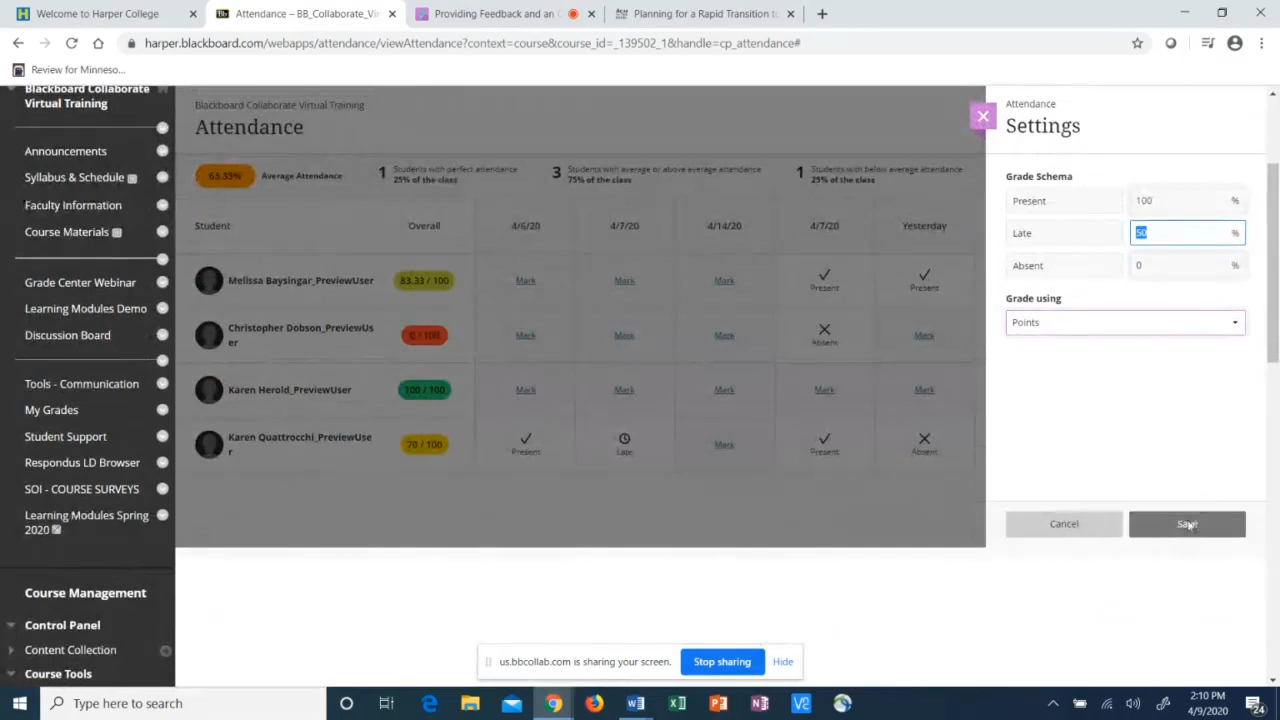 Welcome to Harper College
Attendance – BB_Collaborate_Vi
Providing Feedback and an
Planning for a Rapid Transition to
harper.blackboard.com/webapps/attendance/viewAttendance?context=course&course_id=_139502_1&handle=cp_attendance#
Review for Minneso...
Blackboard Collaborate
Virtual Training
Announcements
Syllabus & Schedule
Faculty Information
Course Materials
Grade Center Webinar
Learning Modules Demo
Discussion Board
Tools - Communication
My Grades
Student Support
Respondus LD Browser
SOI - COURSE SURVEYS
Learning Modules Spring
2020
Course Management
Control Panel
Content Collection
Course Tools
Blackboard Collaborate Virtual Training
Attendance
63.33% Average Attendance
1 Students with perfect attendance
25% of the class
3 Students with average or above average attendance
75% of the class
1 Students with below average attendance
25% of the class
Student Overall 4/6/20 4/7/20 4/14/20 4/7/20 Yesterday
Melissa Baysingar_PreviewUser 83.33 / 100 Mark Mark Mark Present Present
Christopher Dobson_PreviewUs
er 0 / 100 Mark Mark Mark Absent Mark
Karen Herold_PreviewUser 100 / 100 Mark Mark Mark Mark Mark
Karen Quattrocchi_PreviewUse
r 70 / 100 Present Late Mark Present Absent
Attendance
Settings
Grade Schema
Present 100 %
Late 50 %
Absent 0 %
Grade using
Points
Cancel Save
us.bbcollab.com is sharing your screen. Stop sharing Hide
Type here to search
2:10 PM
4/9/2020
24